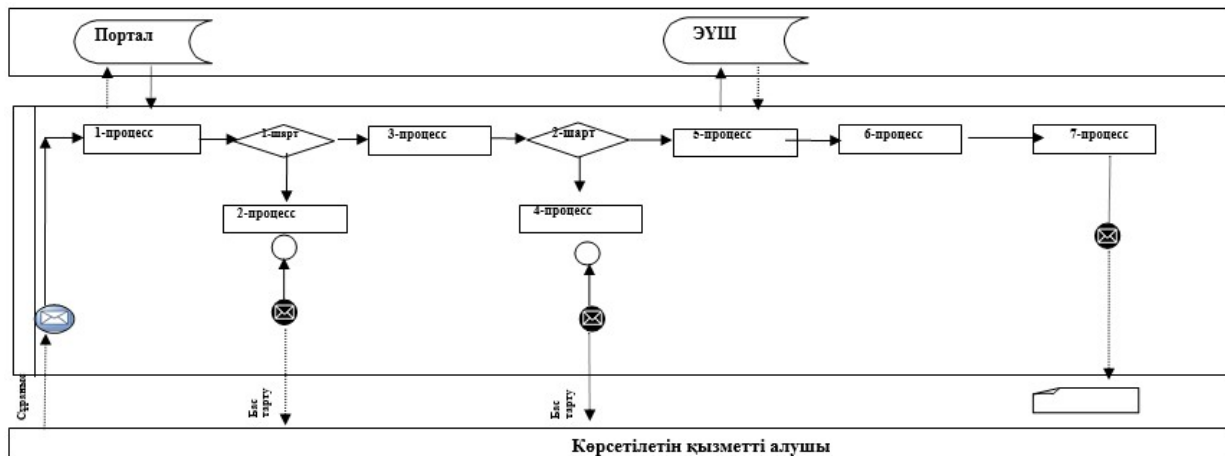 Портал
ЭҮШ
1-процесс
1-шарт
3-процесс
2-шарт
5-процесс
6-процесс
7-процесс
2-процесс
4-процесс
Сұраныс
Бас
тарту
Бас
тарту
Көрсетілетін қызметті алушы